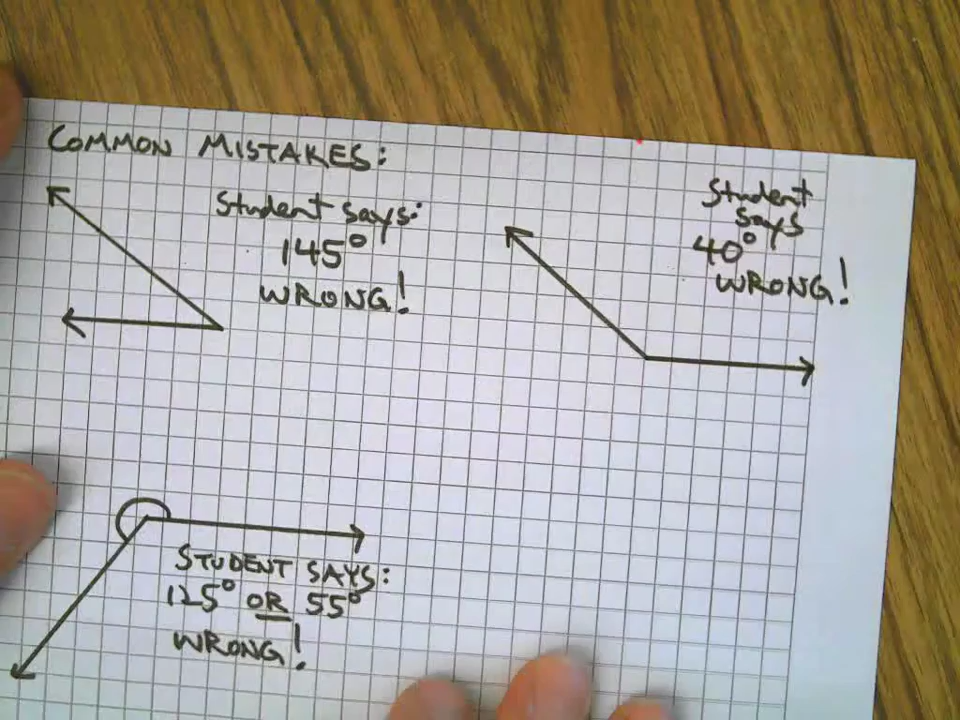 COMMON MISTAKES:
Student says:
145°
WRONG!
Student
says
40°
WRONG!
STUDENT SAYS:
125° OR 55°
WRONG!